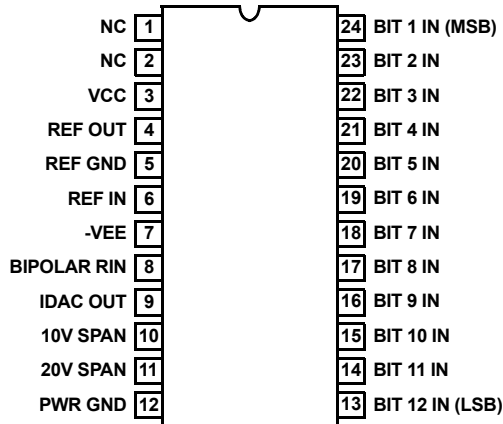 NC 1 24 BIT 1 IN (MSB)
NC 2 23 BIT 2 IN
VCC 3 22 BIT 3 IN
REF OUT 4 21 BIT 4 IN
REF GND 5 20 BIT 5 IN
REF IN 6 19 BIT 6 IN
-VEE 7 18 BIT 7 IN
BIPOLAR RIN 8 17 BIT 8 IN
IDAC OUT 9 16 BIT 9 IN
10V SPAN 10 15 BIT 10 IN
20V SPAN 11 14 BIT 11 IN
PWR GND 12 13 BIT 12 IN (LSB)